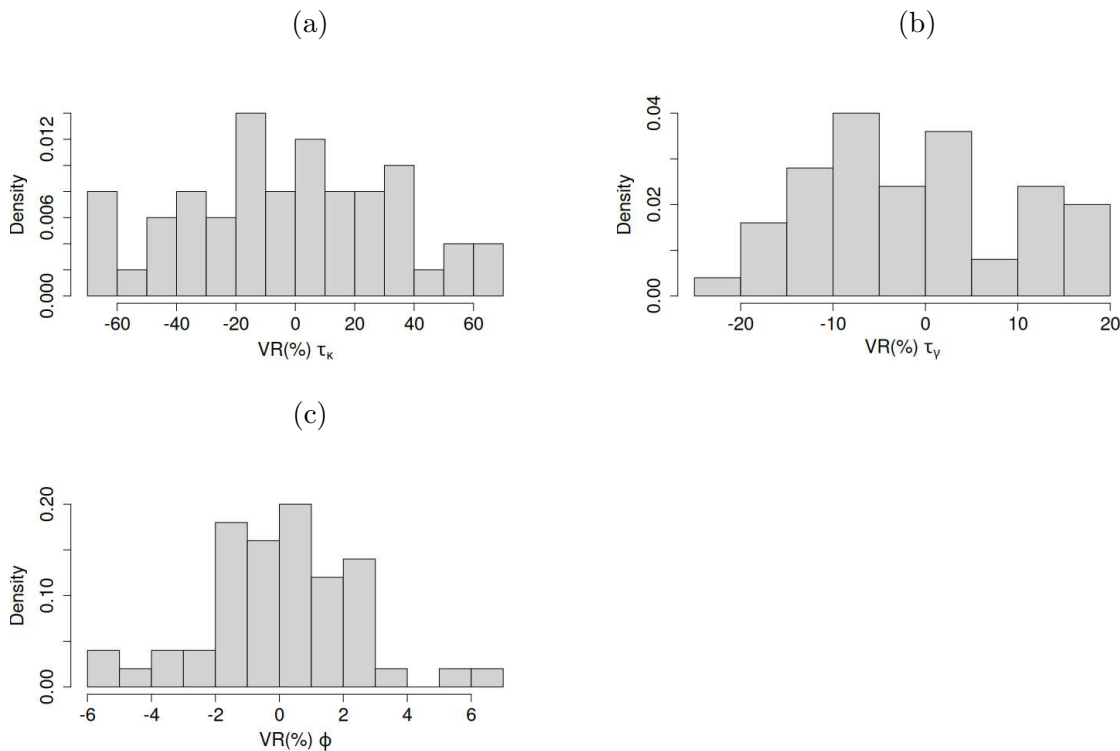 (a)
Density
0.000
0.006
0.012
-60 -40 -20 0 20 40 60
VR(%) τκ
(b)
Density
0.00
0.02
0.04
-20 -10 0 10 20
VR(%) τγ
(c)
Density
0.00
0.10
0.20
-6 -4 -2 0 2 4 6
VR(%) ϕ